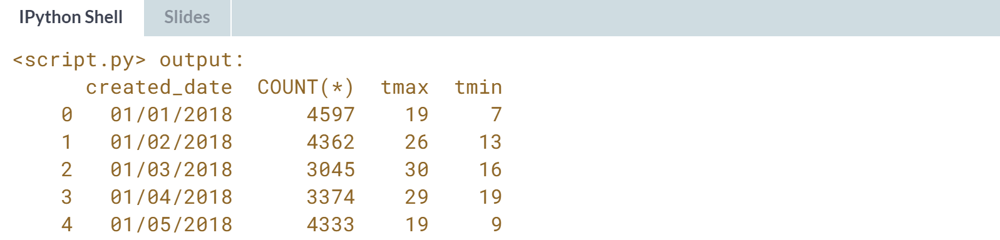 IPython Shell Slides
<script.py> output:
created_date COUNT(*) tmax tmin
0 01/01/2018 4597 19 7
1 01/02/2018 4362 26 13
2 01/03/2018 3045 30 16
3 01/04/2018 3374 29 19
4 01/05/2018 4333 19 9